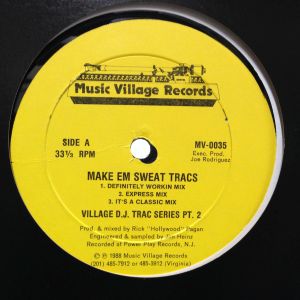 Music Village Records
SIDE A
33⅓ RPM
MV-0035
Exec. Prod.
Joe Rodriguez
MAKE EM SWEAT TRACS
1. DEFINITELY WORKIN MIX
2. EXPRESS MIX
3. IT'S A CLASSIC MIX
VILLAGE D.J. TRAC SERIES PT. 2
Prod. & mixed by Rick "Hollywood" Pagan
Engineered & sampled by Jim Heinz
Recorded at Power Play Records, N.J.
© ℗ 1988 Music Village Records
(201) 485-7912 or 485-3912 (Virginia)